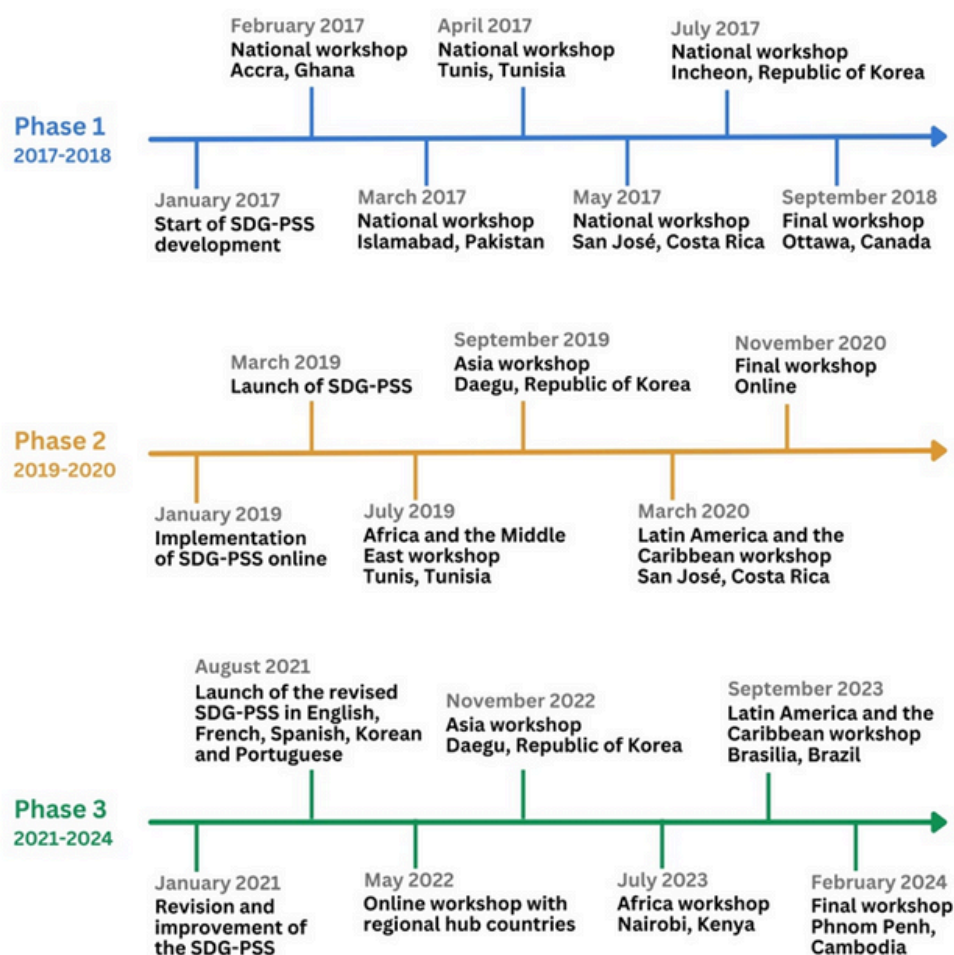 February 2017
National workshop
Accra, Ghana
April 2017
National workshop
Tunis, Tunisia
July 2017
National workshop
Incheon, Republic of Korea
Phase 1
2017-2018
January 2017
Start of SDG-PSS
development
March 2017
National workshop
Islamabad, Pakistan
May 2017
National workshop
San José, Costa Rica
September 2018
Final workshop
Ottawa, Canada
March 2019
Launch of SDG-PSS
September 2019
Asia workshop
Daegu, Republic of Korea
November 2020
Final workshop
Online
Phase 2
2019-2020
January 2019
Implementation
of SDG-PSS online
July 2019
Africa and the Middle
East workshop
Tunis, Tunisia
March 2020
Latin America and the
Caribbean workshop
San José, Costa Rica
August 2021
Launch of the revised
SDG-PSS in English,
French, Spanish, Korean
and Portuguese
November 2022
Asia workshop
Daegu, Republic of Korea
September 2023
Latin America and the
Caribbean workshop
Brasilia, Brazil
Phase 3
2021-2024
January 2021
Revision and
improvement of
the SDG-PSS
May 2022
Online workshop with
regional hub countries
July 2023
Africa workshop
Nairobi, Kenya
February 2024
Final workshop
Phnom Penh,
Cambodia